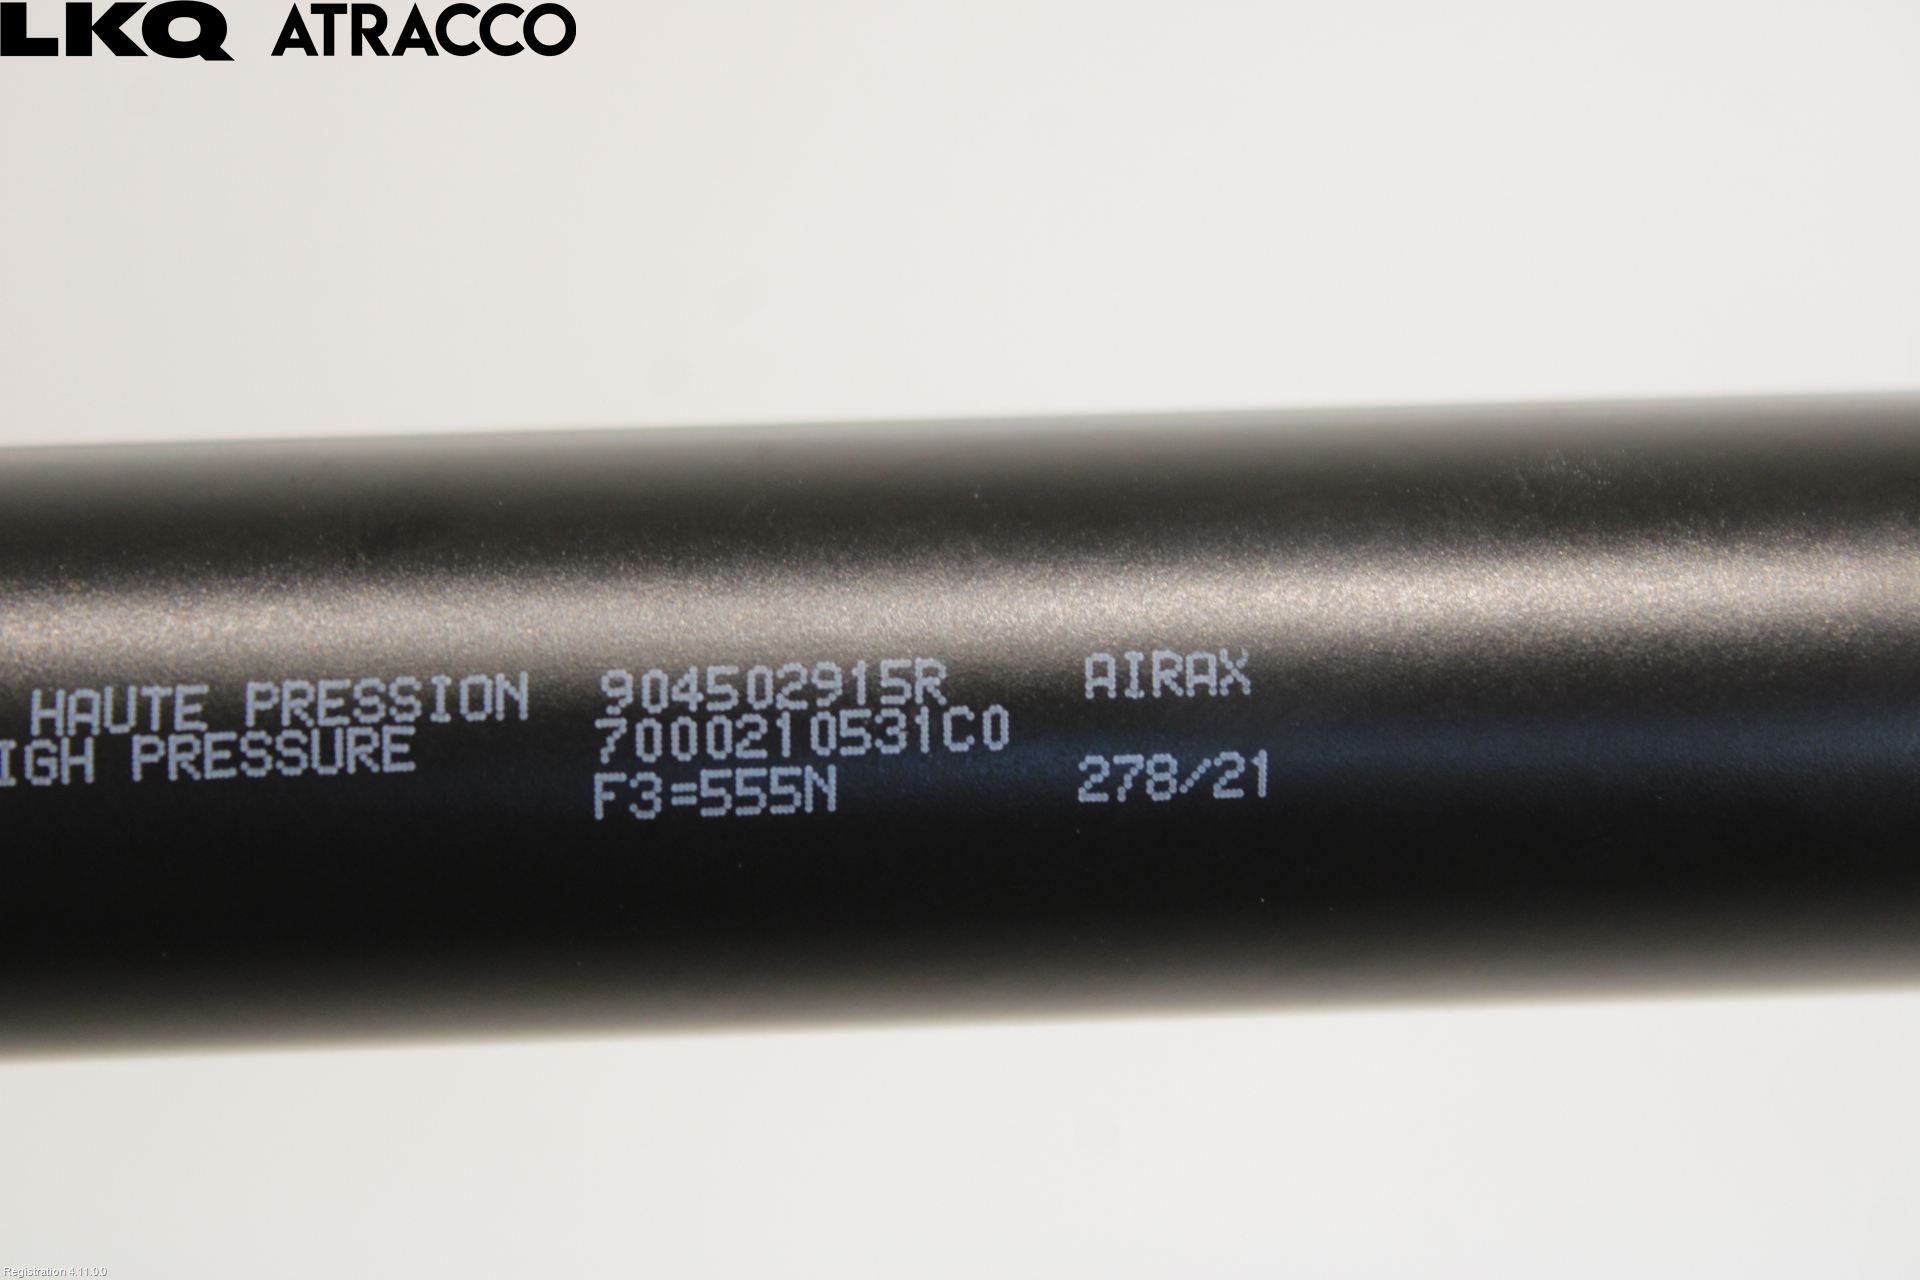 LKQ ATRACCO
HAUTE PRESSION 904502915R AIRAX
IGH PRESSURE 7000210531C0
F3=555N 278/21
Registration 4.11.0.0